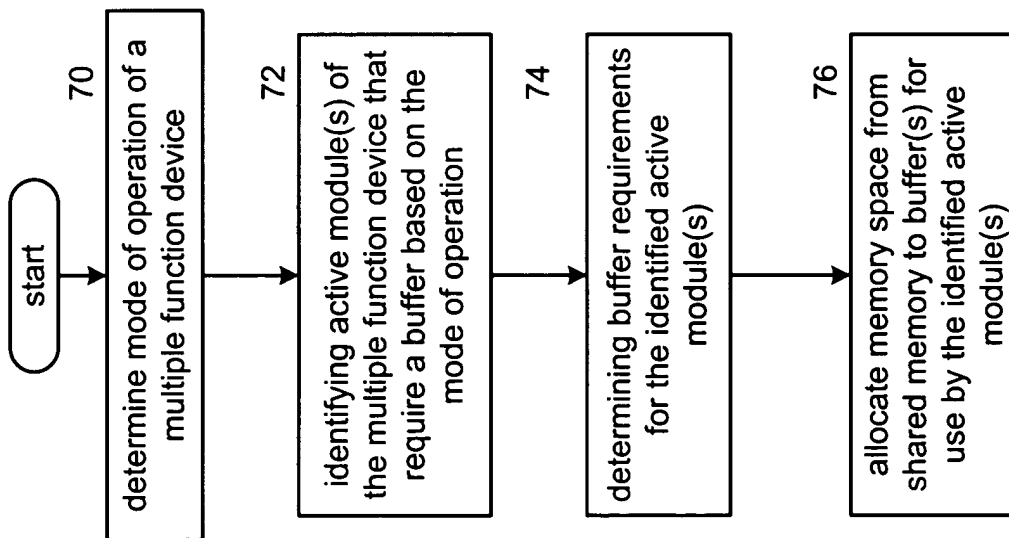 start
70
determine mode of operation of a
multiple function device
72
identifying active module(s) of
the multiple function device that
require a buffer based on the
mode of operation
74
determining buffer requirements
for the identified active
module(s)
76
allocate memory space from
shared memory to buffer(s) for
use by the identified active
module(s)